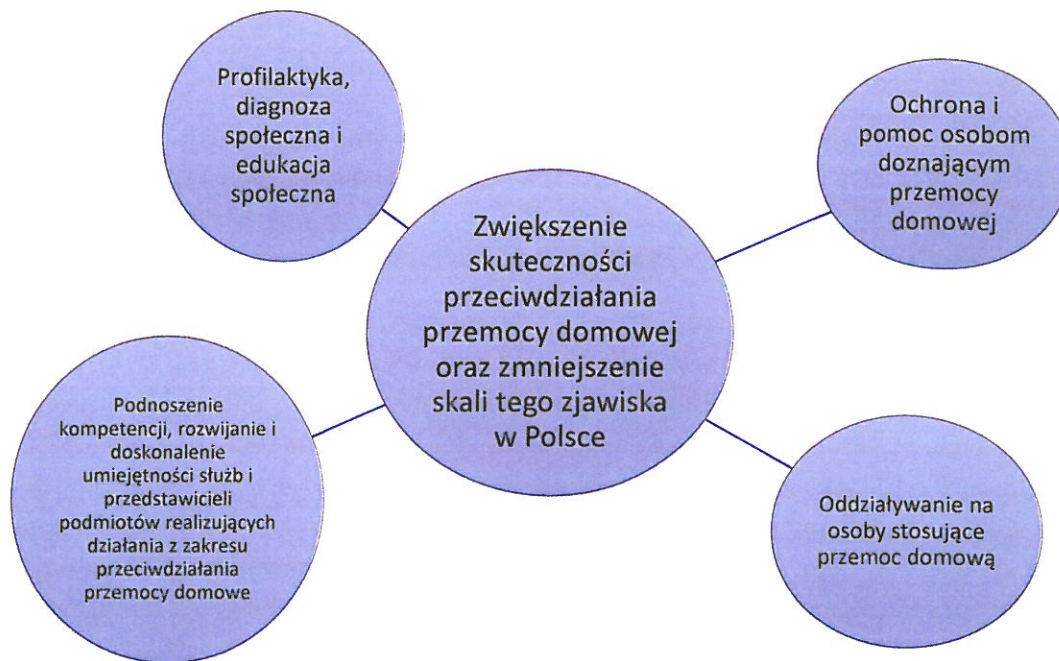 Profilaktyka,
diagnoza
społeczna i
edukacja
społeczna
Ochrona i
pomoc osobom
doznającym
przemocy
domowej
Zwiększenie
skuteczności
przeciwdziałania
przemocy domowej
oraz zmniejszenie
skali tego zjawiska
w Polsce
Podnoszenie
kompetencji, rozwijanie i
doskonalenie
umiejętności służb i
przedstawicieli
podmiotów realizujących
działania z zakresu
przeciwdziałania
przemocy domowe
Oddziaływanie na
osoby stosujące
przemoc domową